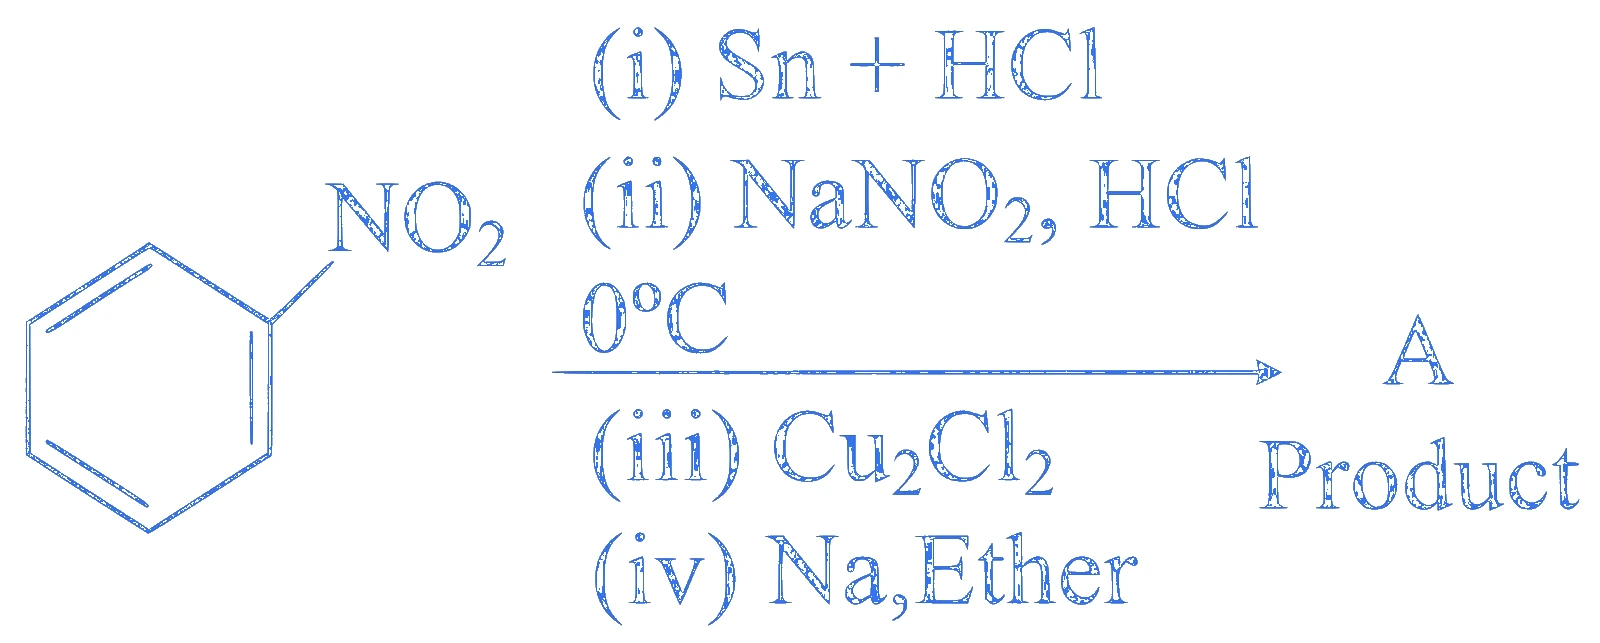 (i) Sn + HCl
(ii) NaNO₂, HCl
NO₂
0°C
A
(iii) Cu₂Cl₂
Product
(iv) Na,Ether